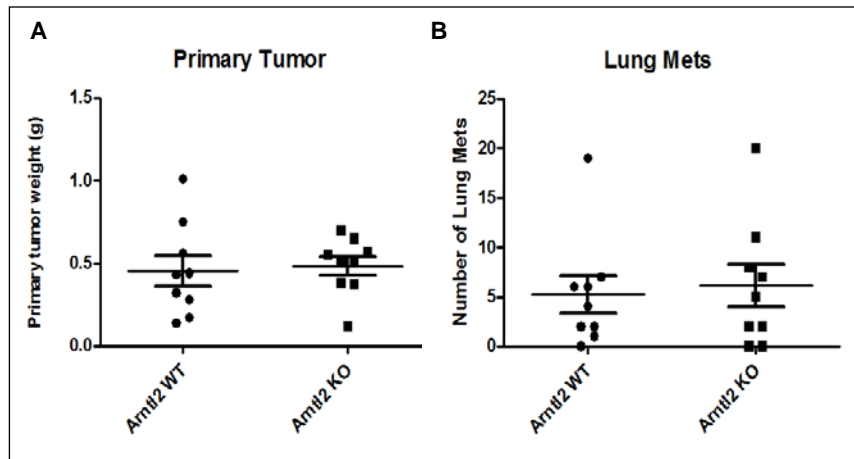 A
Primary Tumor
Primary tumor weight (g)
1.5
1.0
0.5
0.0
Arntl2 WT
Arntl2 KO
B
Lung Mets
Number of Lung Mets
25
20
15
10
5
0
Arntl2 WT
Arntl2 KO